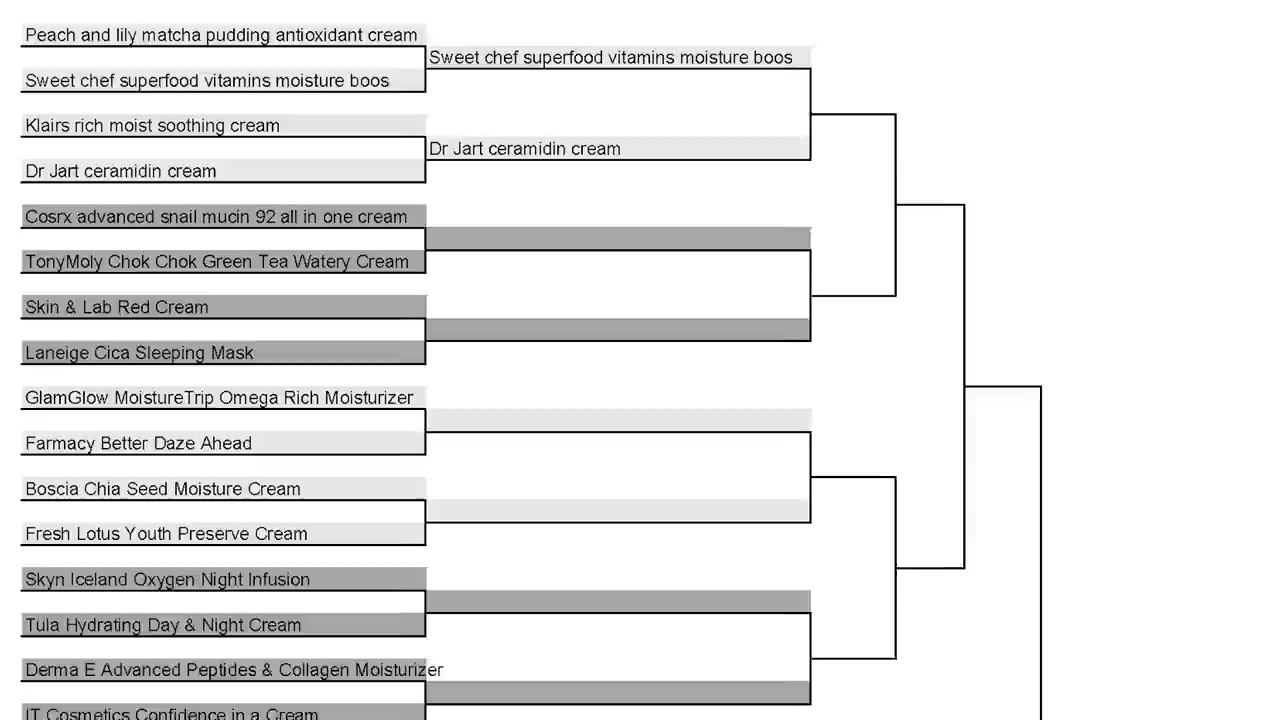 Peach and lily matcha pudding antioxidant cream
Sweet chef superfood vitamins moisture boos
Sweet chef superfood vitamins moisture boos
Klairs rich moist soothing cream
Dr Jart ceramidin cream
Dr Jart ceramidin cream
Cosrx advanced snail mucin 92 all in one cream
TonyMoly Chok Chok Green Tea Watery Cream
Skin & Lab Red Cream
Laneige Cica Sleeping Mask
GlamGlow MoistureTrip Omega Rich Moisturizer
Farmacy Better Daze Ahead
Boscia Chia Seed Moisture Cream
Fresh Lotus Youth Preserve Cream
Skyn Iceland Oxygen Night Infusion
Tula Hydrating Day & Night Cream
Derma E Advanced Peptides & Collagen Moisturizer
IT Cosmetics Confidence in a Cream